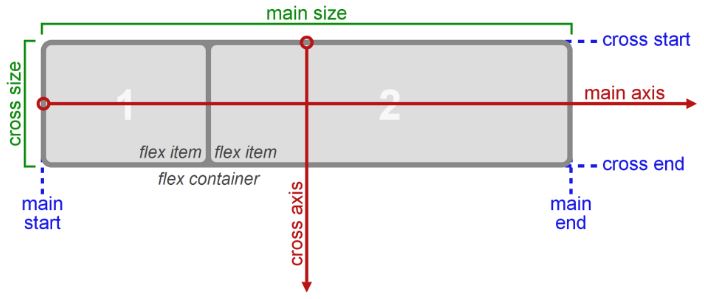 main size
cross start
cross size
1
2
main axis
flex item
flex item
cross end
flex container
main
start
cross axis
main
end